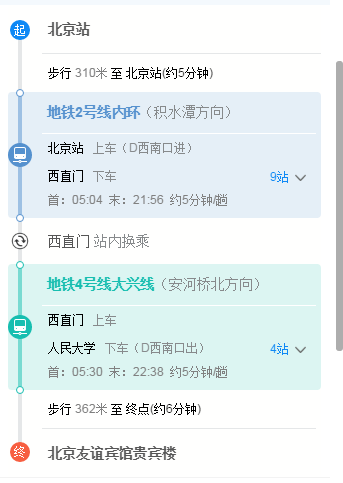 起 北京站
步行 310米 至 北京站(约5分钟)
地铁2号线内环（积水潭方向）
北京站 上车（D西南口进）
西直门 下车 9站
首：05:04 末：21:56 约5分钟/趟
西直门 站内换乘
地铁4号线大兴线（安河桥北方向）
西直门 上车
人民大学 下车（D西南口出） 4站
首：05:30 末：22:38 约5分钟/趟
步行 362米 至 终点(约6分钟)
终 北京友谊宾馆贵宾楼